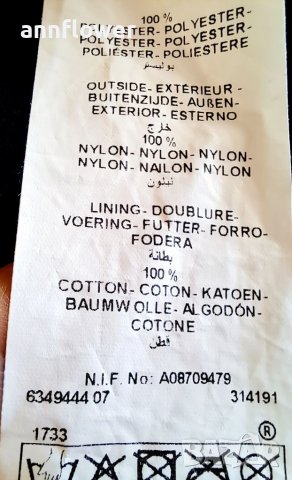 annflower
100 %
POLYESTER- POLYESTER-
POLYESTER- POLYESTER-
POLIÉSTER- POLIESTERE
بوليستر
OUTSIDE- EXTÉRIEUR-
BUITENZIJDE- AUßEN-
EXTERIOR- ESTERNO
خارج
100 %
NYLON- NYLON- NYLON-
NYLON- NAILON- NYLON
نيلون
LINING- DOUBLURE-
VOERING- FUTTER- FORRO-
FODERA
بطانة
100 %
COTTON- COTON- KATOEN-
BAUMWOLLE- ALGODÓN-
COTONE
قطن
N.I.F. No: A08709479
6349444 07 314191
1733 ®